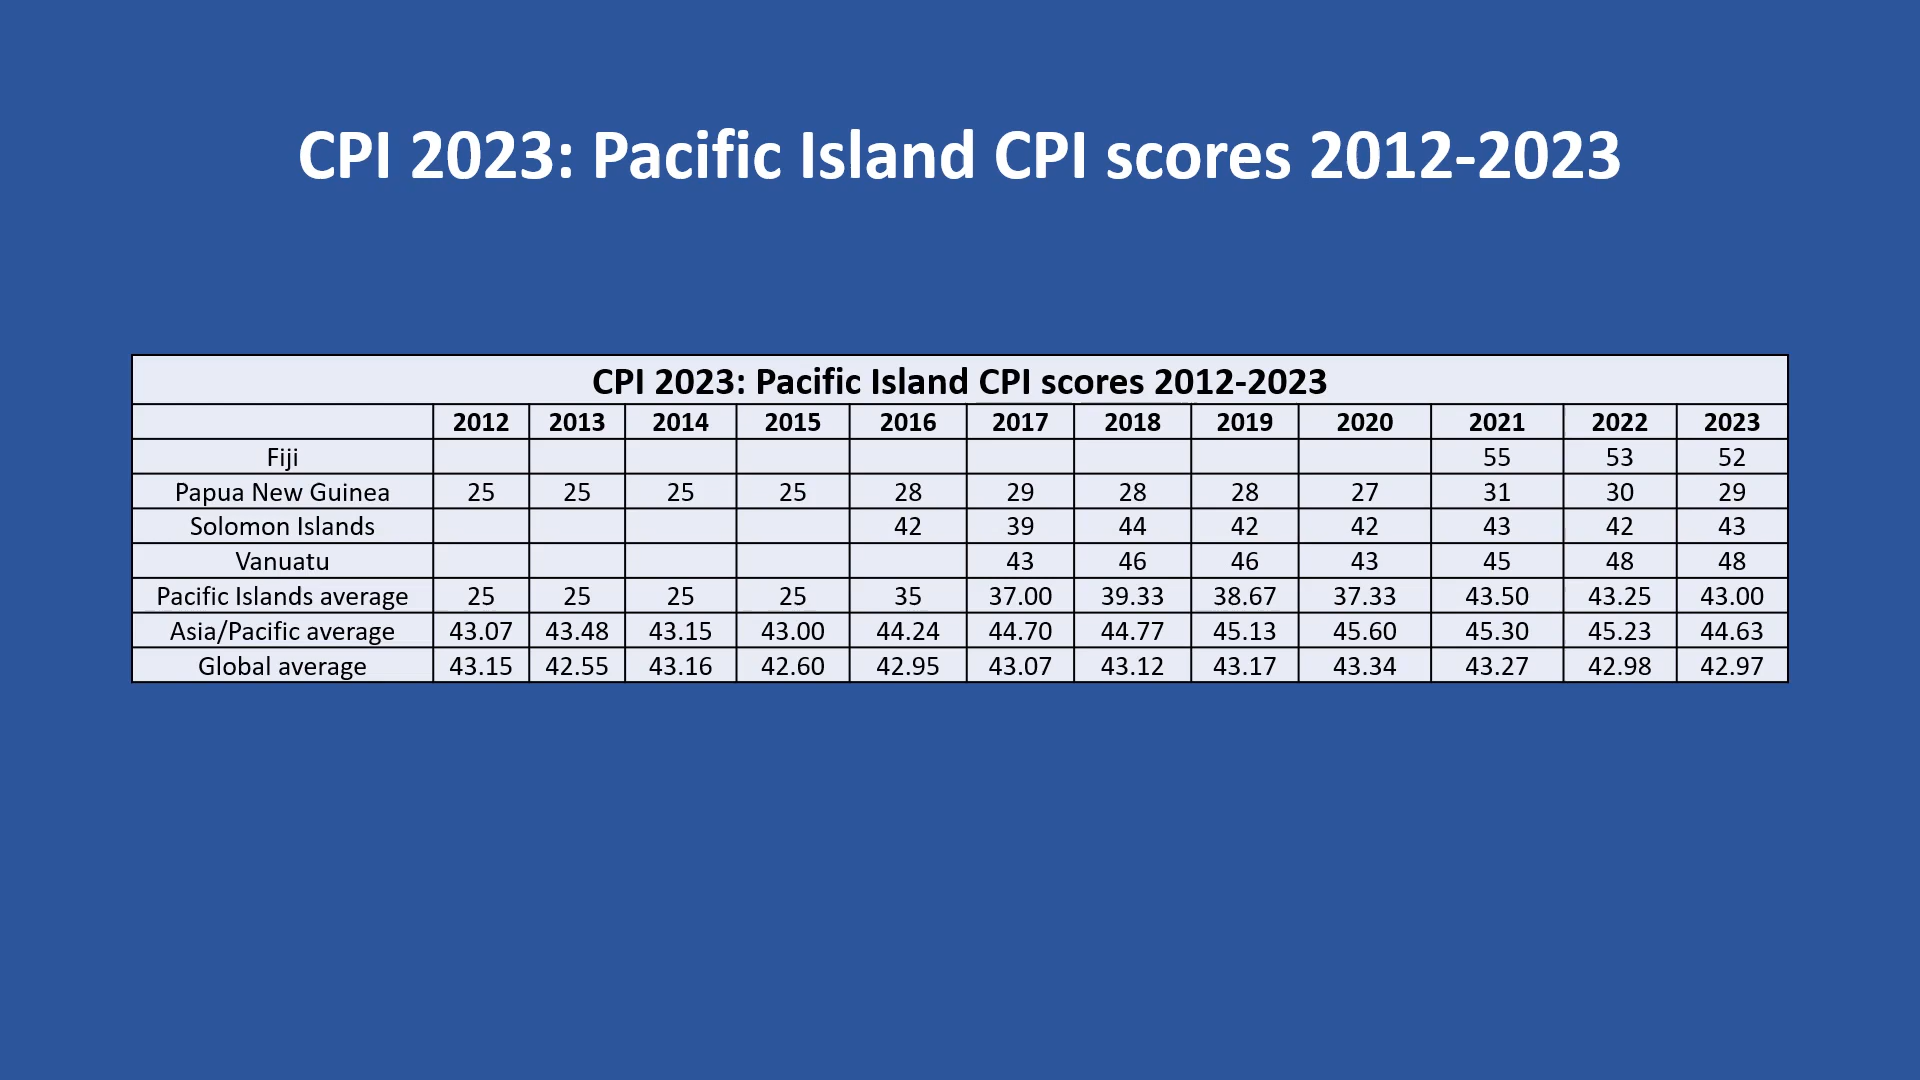 CPI 2023: Pacific Island CPI scores 2012-2023
CPI 2023: Pacific Island CPI scores 2012-2023
2012 2013 2014 2015 2016 2017 2018 2019 2020 2021 2022 2023
Fiji 55 53 52
Papua New Guinea 25 25 25 25 28 29 28 28 27 31 30 29
Solomon Islands 42 39 44 42 42 43 42 43
Vanuatu 43 46 46 43 45 48 48
Pacific Islands average 25 25 25 25 35 37.00 39.33 38.67 37.33 43.50 43.25 43.00
Asia/Pacific average 43.07 43.48 43.15 43.00 44.24 44.70 44.77 45.13 45.60 45.30 45.23 44.63
Global average 43.15 42.55 43.16 42.60 42.95 43.07 43.12 43.17 43.34 43.27 42.98 42.97